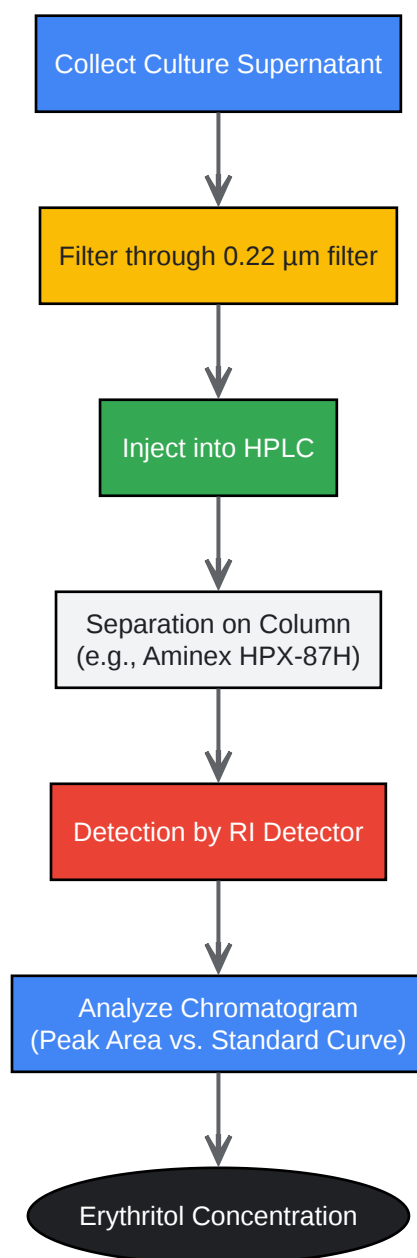 Collect Culture Supernatant
Filter through 0.22 µm filter
Inject into HPLC
Separation on Column
(e.g., Aminex HPX-87H)
Detection by RI Detector
Analyze Chromatogram
(Peak Area vs. Standard Curve)
Erythritol Concentration